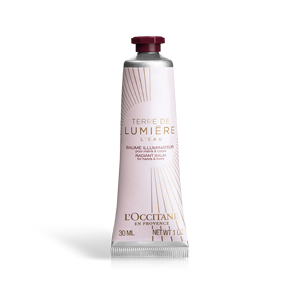 TERRE DE
LUMIÈRE
L'EAU
BAUME ILLUMINATEUR
pour mains & corps
RADIANT BALM
for hands & body
L'OCCITANE
EN PROVENCE
30 ML NET WT 1 OZ.